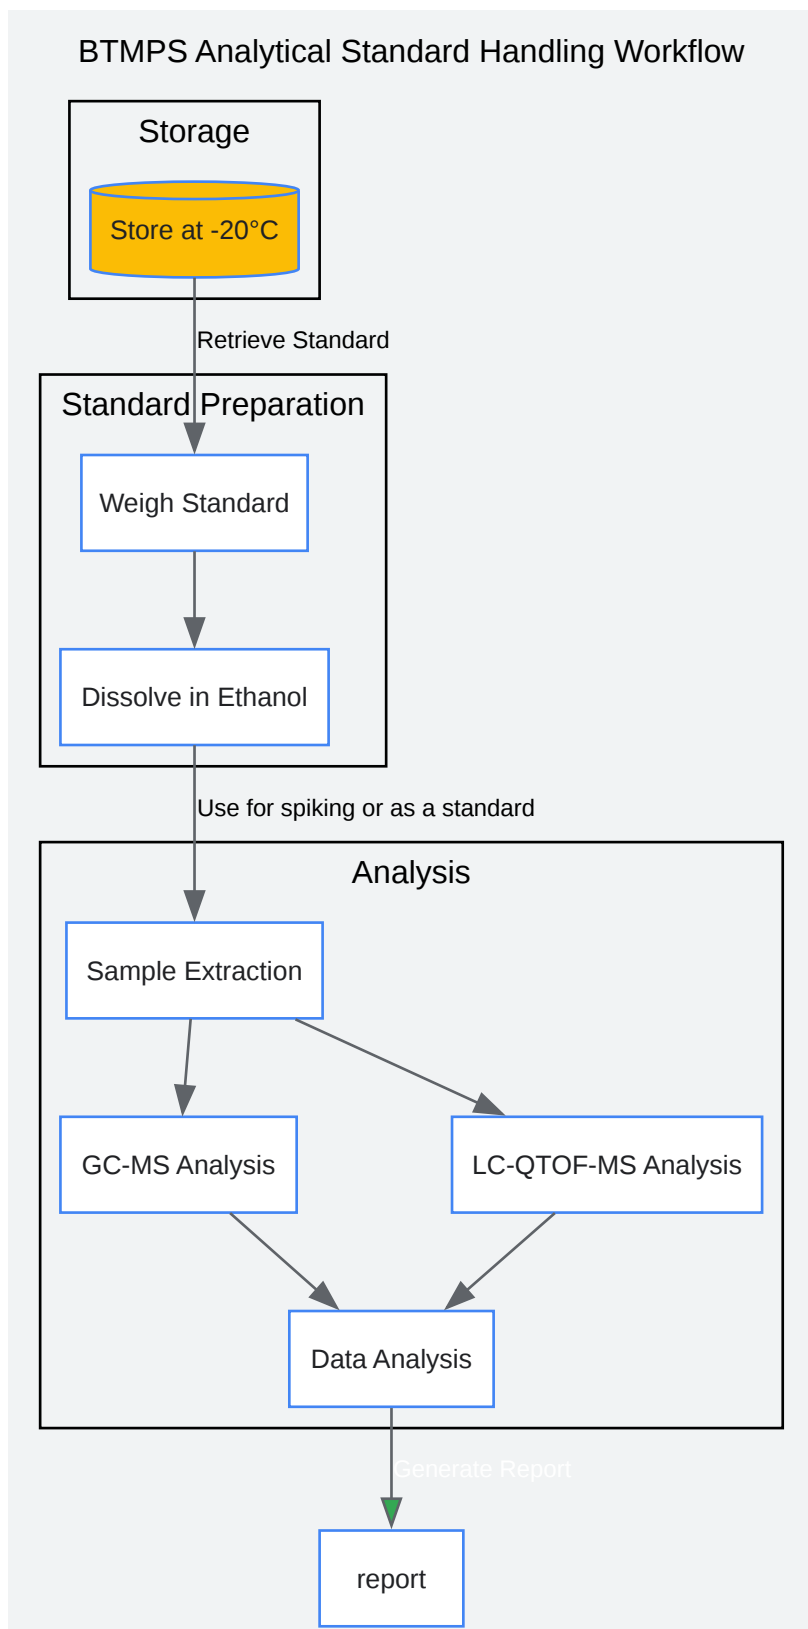 BTMPS Analytical Standard Handling Workflow
Storage
Store at -20°C
Retrieve Standard
Standard Preparation
Weigh Standard
Dissolve in Ethanol
Use for spiking or as a standard
Analysis
Sample Extraction
GC-MS Analysis
LC-QTOF-MS Analysis
Data Analysis
Generate Report
report